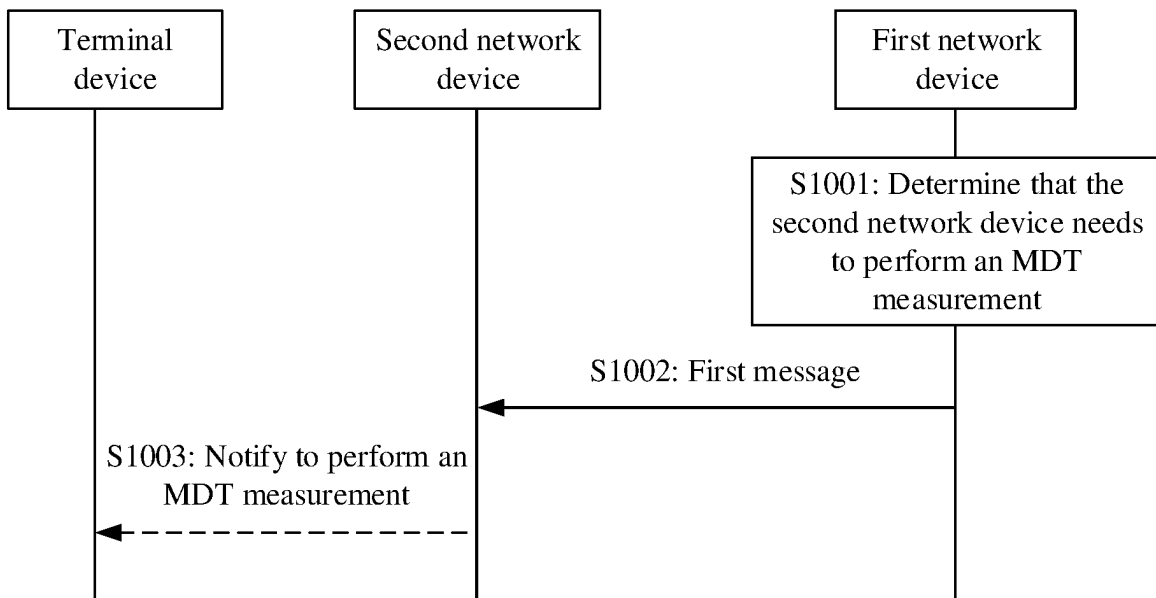 Terminal
device
Second network
device
First network
device
S1001: Determine that the
second network device needs
to perform an MDT
measurement
S1002: First message
S1003: Notify to perform an
MDT measurement